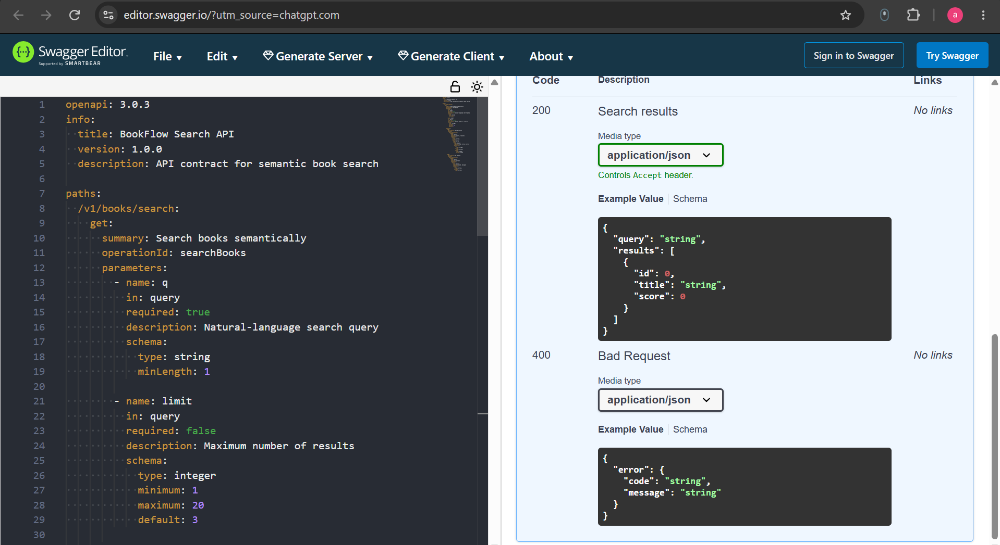 editor.swagger.io/?utm_source=chatgpt.com
a
Swagger Editor
Supported by SMARTBEAR
File
Edit
Generate Server
Generate Client
About
Sign in to Swagger
Try Swagger
1 openapi: 3.0.3
2 info:
3 title: BookFlow Search API
4 version: 1.0.0
5 description: API contract for semantic book search
6
7 paths:
8 /v1/books/search:
9 get:
10 summary: Search books semantically
11 operationId: searchBooks
12 parameters:
13 - name: q
14 in: query
15 required: true
16 description: Natural-language search query
17 schema:
18 type: string
19 minLength: 1
20
21 - name: limit
22 in: query
23 required: false
24 description: Maximum number of results
25 schema:
26 type: integer
27 minimum: 1
28 maximum: 20
29 default: 3
30
Code Description Links
200 Search results No links
Media type
application/json
Controls Accept header.
Example Value Schema
{
"query": "string",
"results": [
{
"id": 0,
"title": "string",
"score": 0
}
]
}
400 Bad Request No links
Media type
application/json
Example Value Schema
{
"error": {
"code": "string",
"message": "string"
}
}